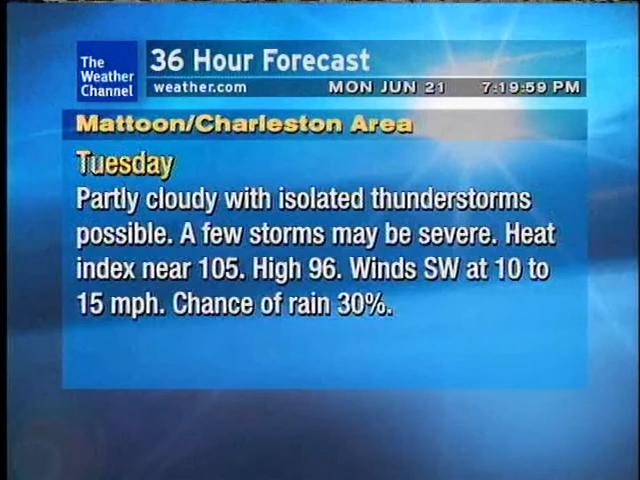 The
Weather
Channel
36 Hour Forecast
weather.com MON JUN 21 7:19:59 PM
Mattoon/Charleston Area
Tuesday
Partly cloudy with isolated thunderstorms
possible. A few storms may be severe. Heat
index near 105. High 96. Winds SW at 10 to
15 mph. Chance of rain 30%.